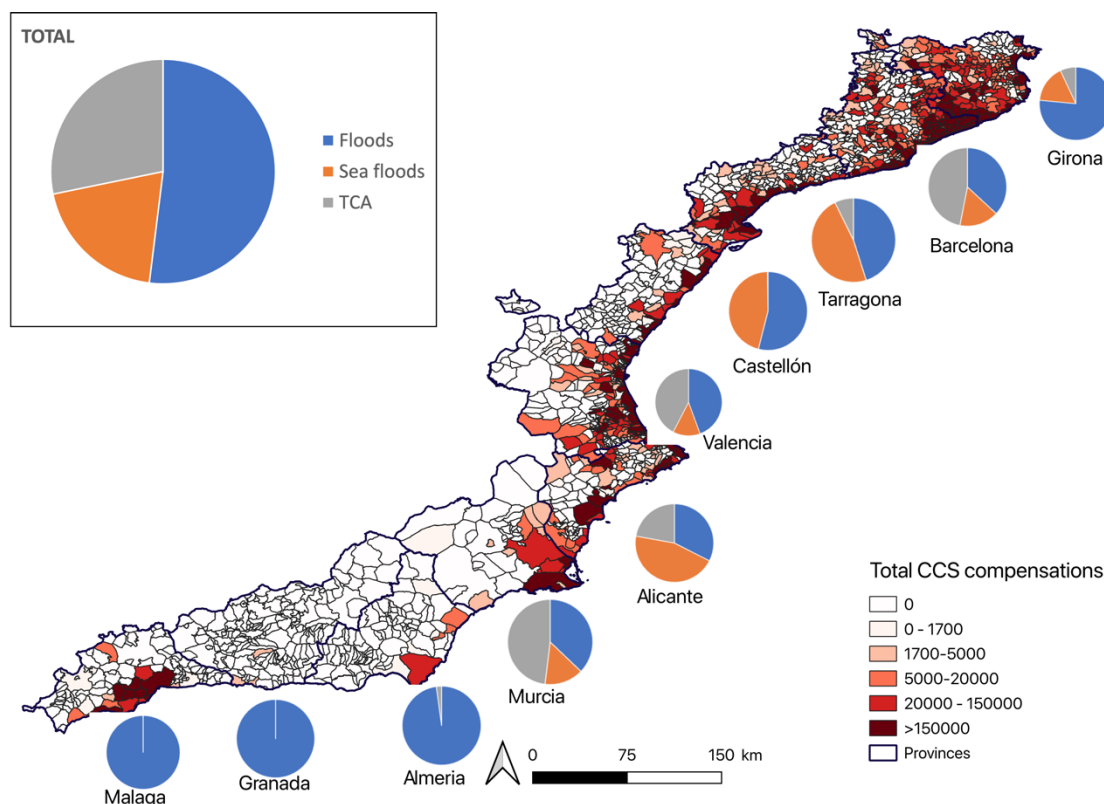 TOTAL
Floods
Sea floods
TCA
Girona
Barcelona
Tarragona
Castellón
Valencia
Alicante
Murcia
Almeria
Granada
Malaga
0 75 150 km
Total CCS compensations
0
0 - 1700
1700-5000
5000-20000
20000 - 150000
>150000
Provinces